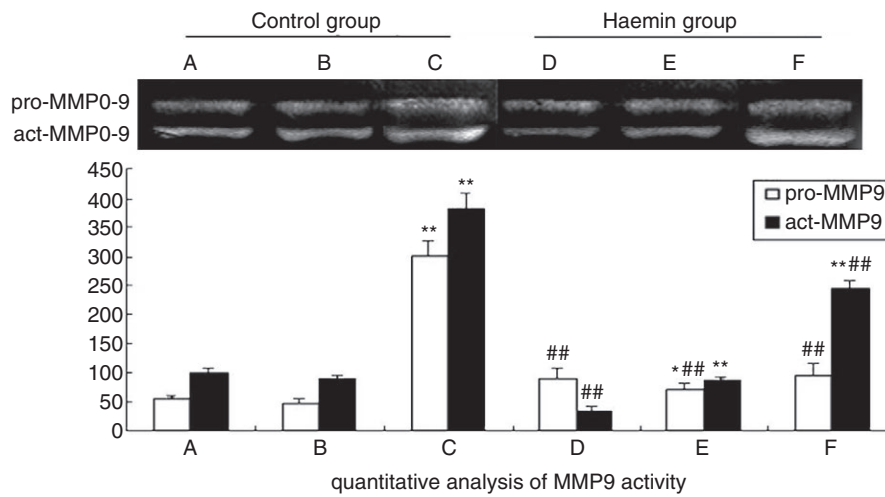 Control group Haemin group
A B C D E F
pro-MMP0-9
act-MMP0-9
450
400
350
300
250
200
150
100
50
0
pro-MMP9
act-MMP9
** **
## ##
*## **
## **##
A B C D E F
quantitative analysis of MMP9 activity